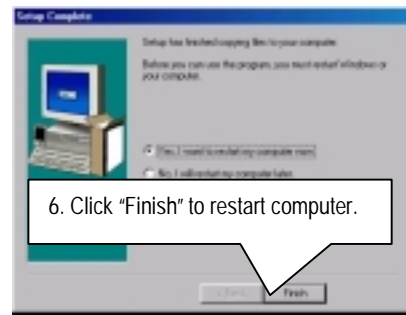 Setup Complete
Setup has finished copying files to your computer.
Before you can use the program, you must restart Windows or
your computer.
Yes, I want to restart my computer now.
No, I will restart my computer later.
6. Click “Finish” to restart computer.
< Back
Finish